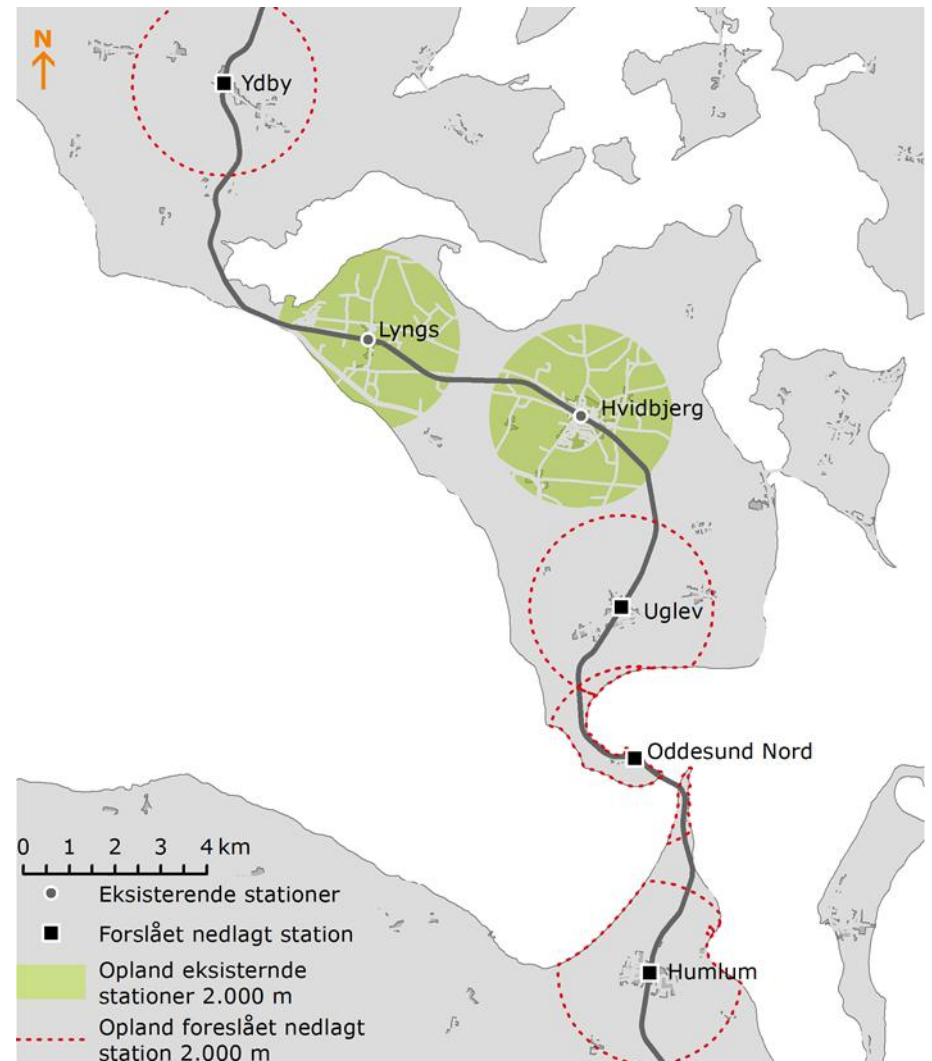 N
Ydby
Lyngs
Hvidbjerg
Uglev
Oddesund Nord
0 1 2 3 4 km
Eksisterende stationer
Forslået nedlagt station
Humlum
Opland eksisternde
stationer 2.000 m
Opland foreslået nedlagt
station 2.000 m